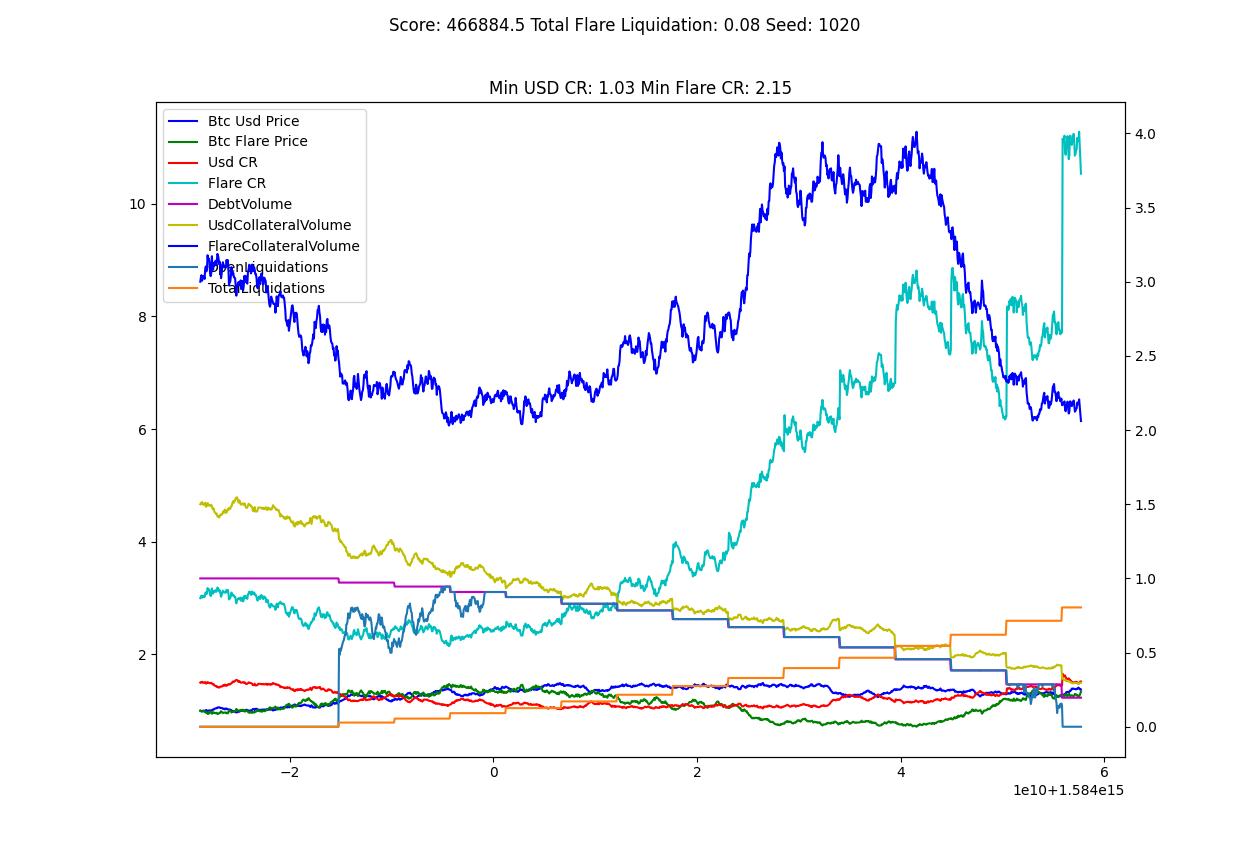 Score: 466884.5 Total Flare Liquidation: 0.08 Seed: 1020
Min USD CR: 1.03 Min Flare CR: 2.15
Btc Usd Price
Btc Flare Price
Usd CR
Flare CR
DebtVolume
UsdCollateralVolume
FlareCollateralVolume
OpenLiquidations
TotalLiquidations
10
8
6
4
2
4.0
3.5
3.0
2.5
2.0
1.5
1.0
0.5
0.0
−2 0 2 4 6
1e10+1.584e15